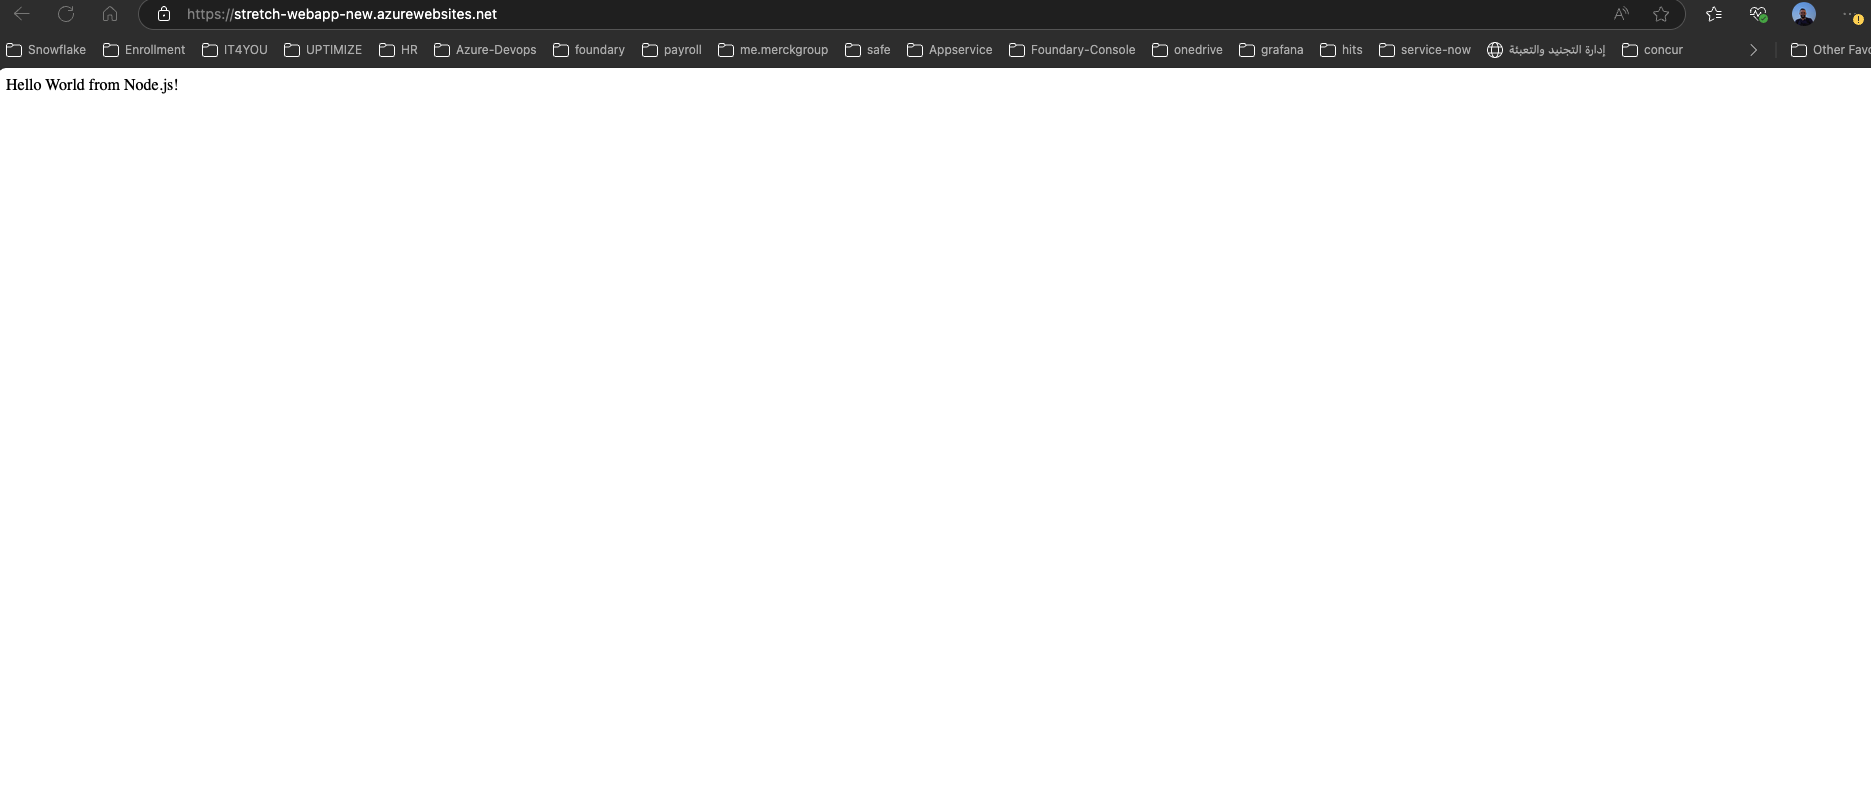 https://stretch-webapp-new.azurewebsites.net
Snowflake Enrollment IT4YOU UPTIMIZE HR Azure-Devops foundary payroll me.merckgroup safe Appservice Foundary-Console onedrive grafana hits service-now إدارة التجنيد والتعبئة concur Other Favo
Hello World from Node.js!